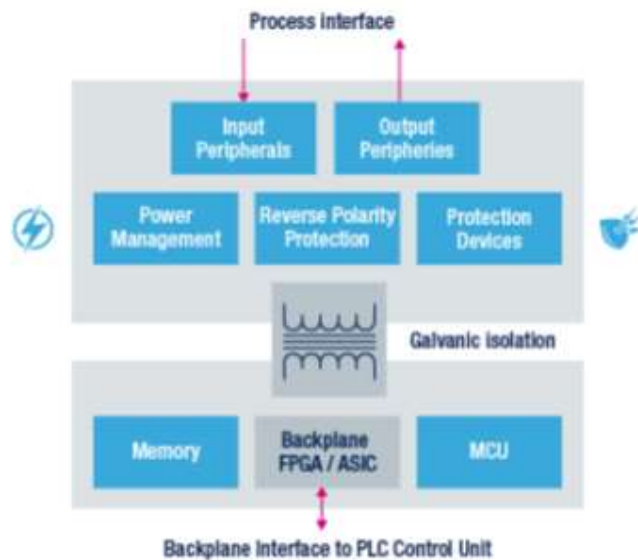 Process interface
Input
Peripherals
Output
Peripheries
Power
Management
Reverse Polarity
Protection
Protection
Devices
Galvanic isolation
Memory
Backplane
FPGA / ASIC
MCU
Backplane Interface to PLC Control Unit